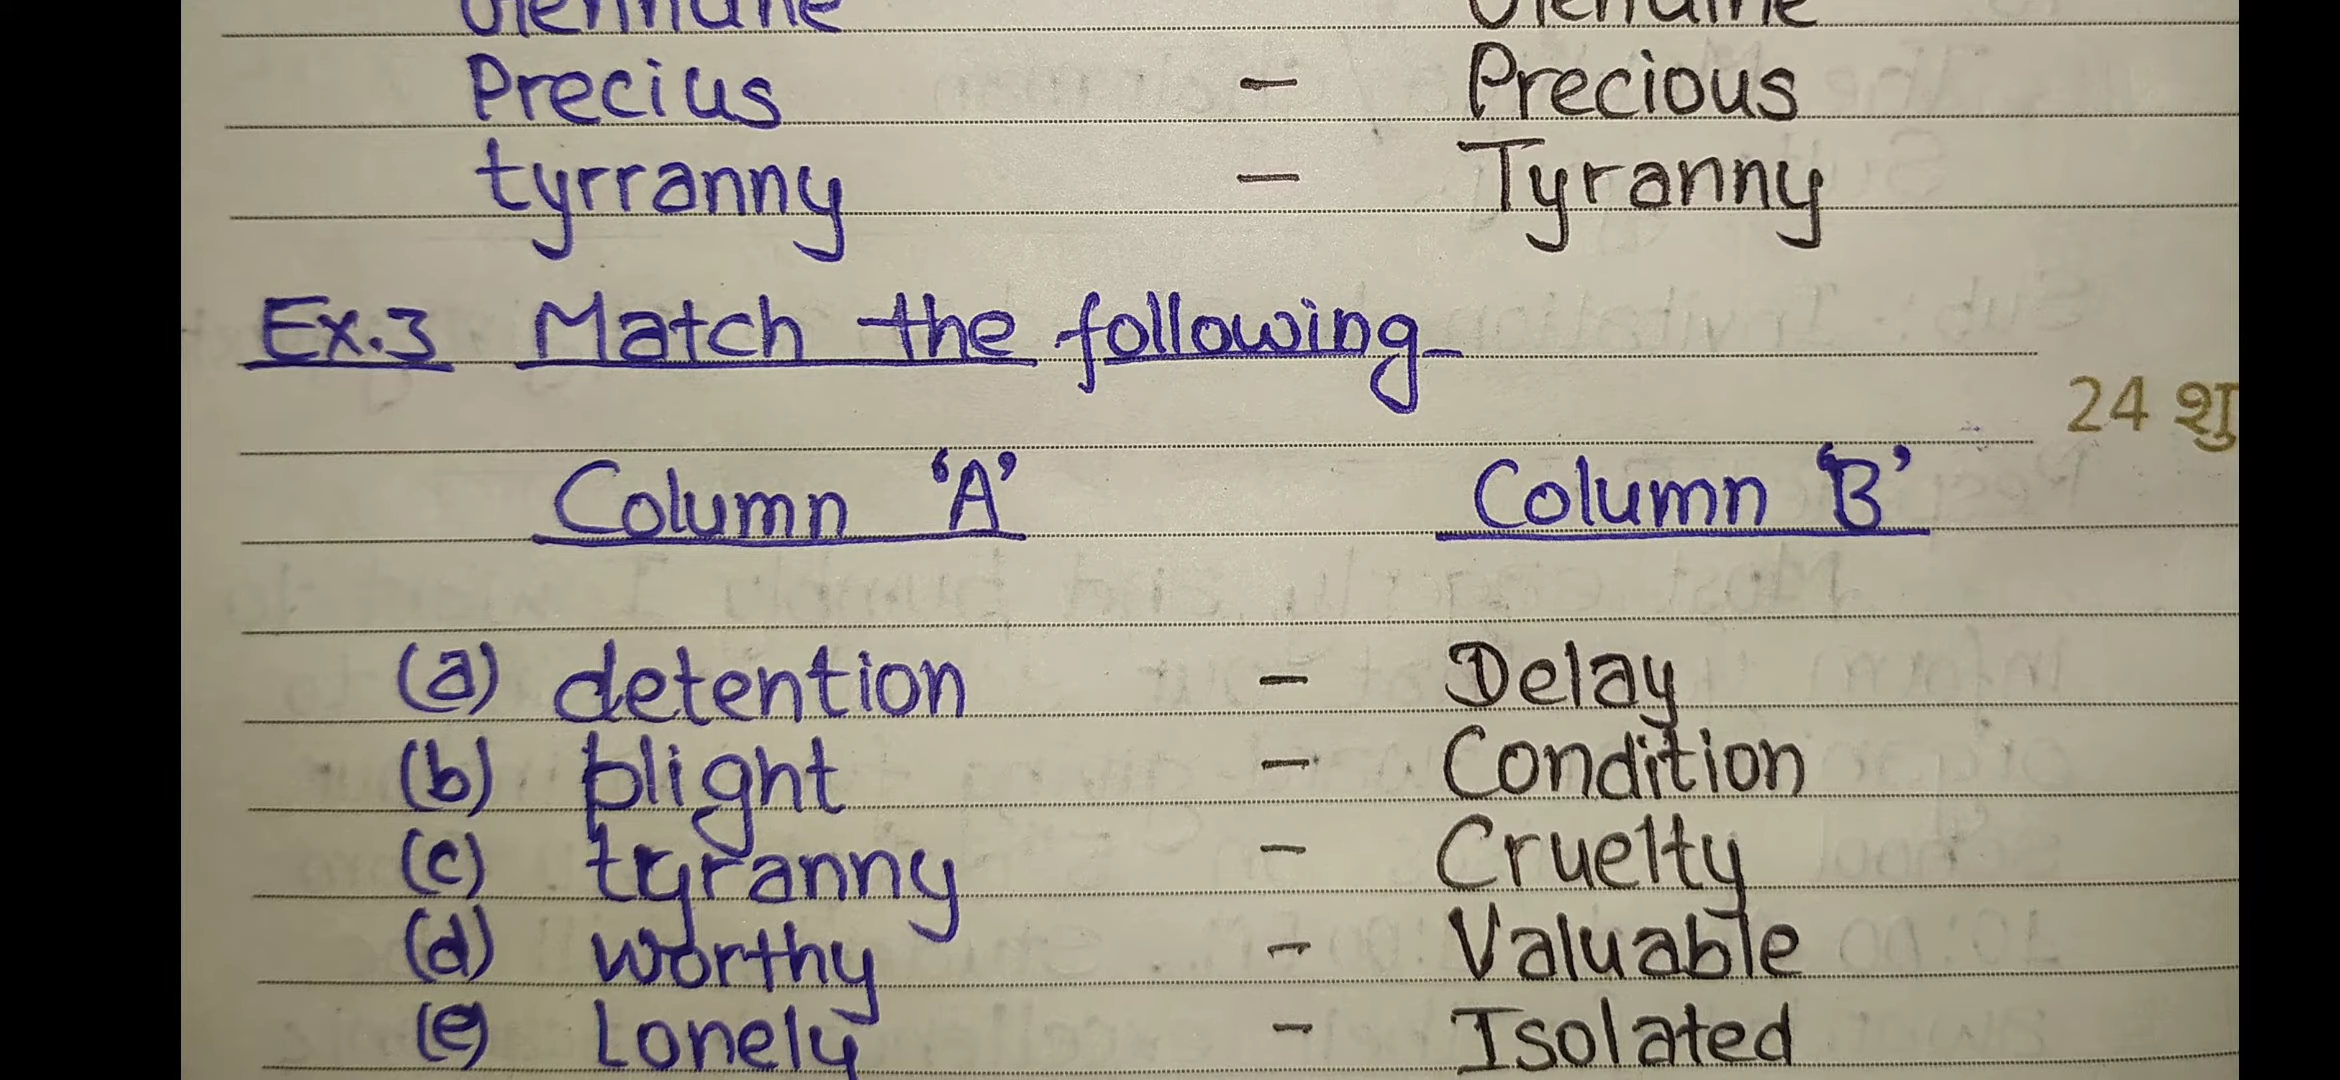 Precius - Precious
tyrranny - Tyranny
Ex.3 Match the following-
24 शु
Column 'A' Column 'B'
(a) detention - Delay
(b) plight - Condition
(c) tyranny - Cruelty
(d) worthy - Valuable
(e) Lonely - Isolated